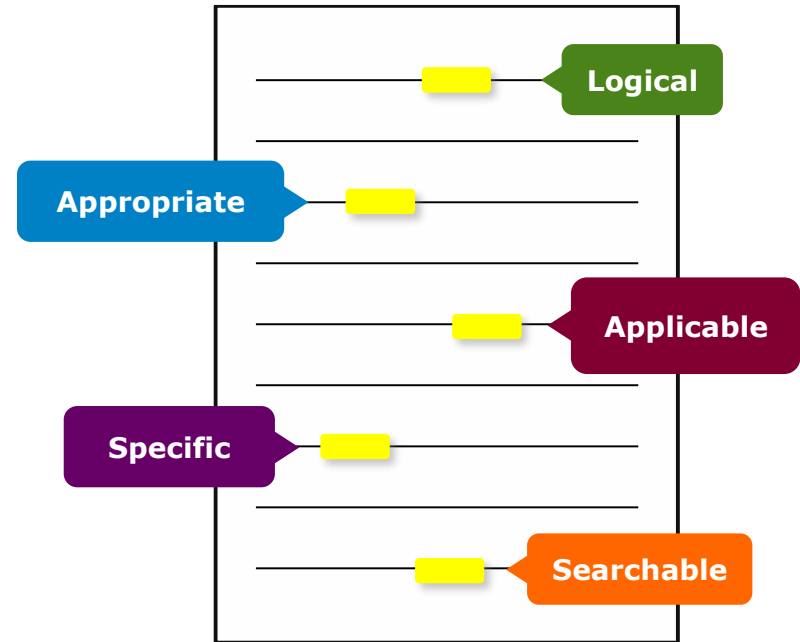 Logical
Appropriate
Applicable
Specific
Searchable